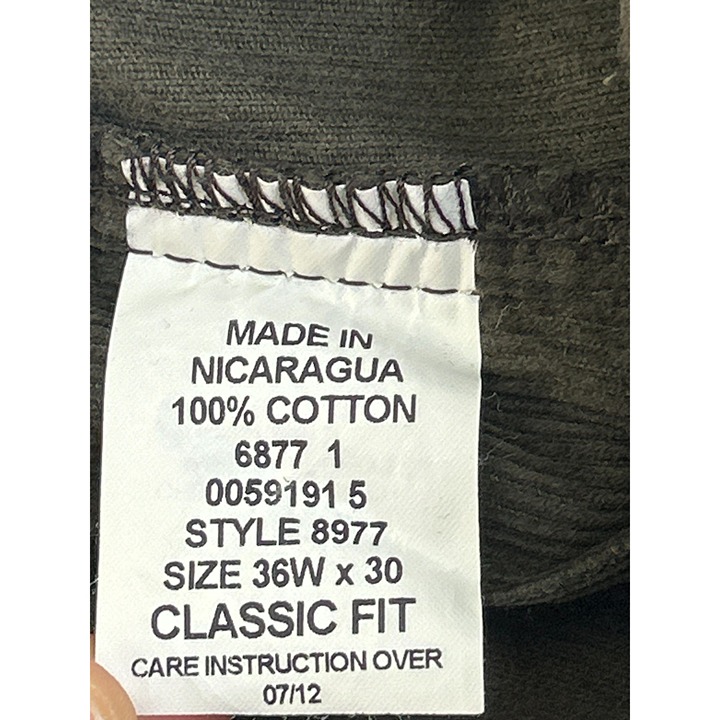 MADE IN
NICARAGUA
100% COTTON
6877 1
0059191 5
STYLE 8977
SIZE 36W x 30
CLASSIC FIT
CARE INSTRUCTION OVER
07/12